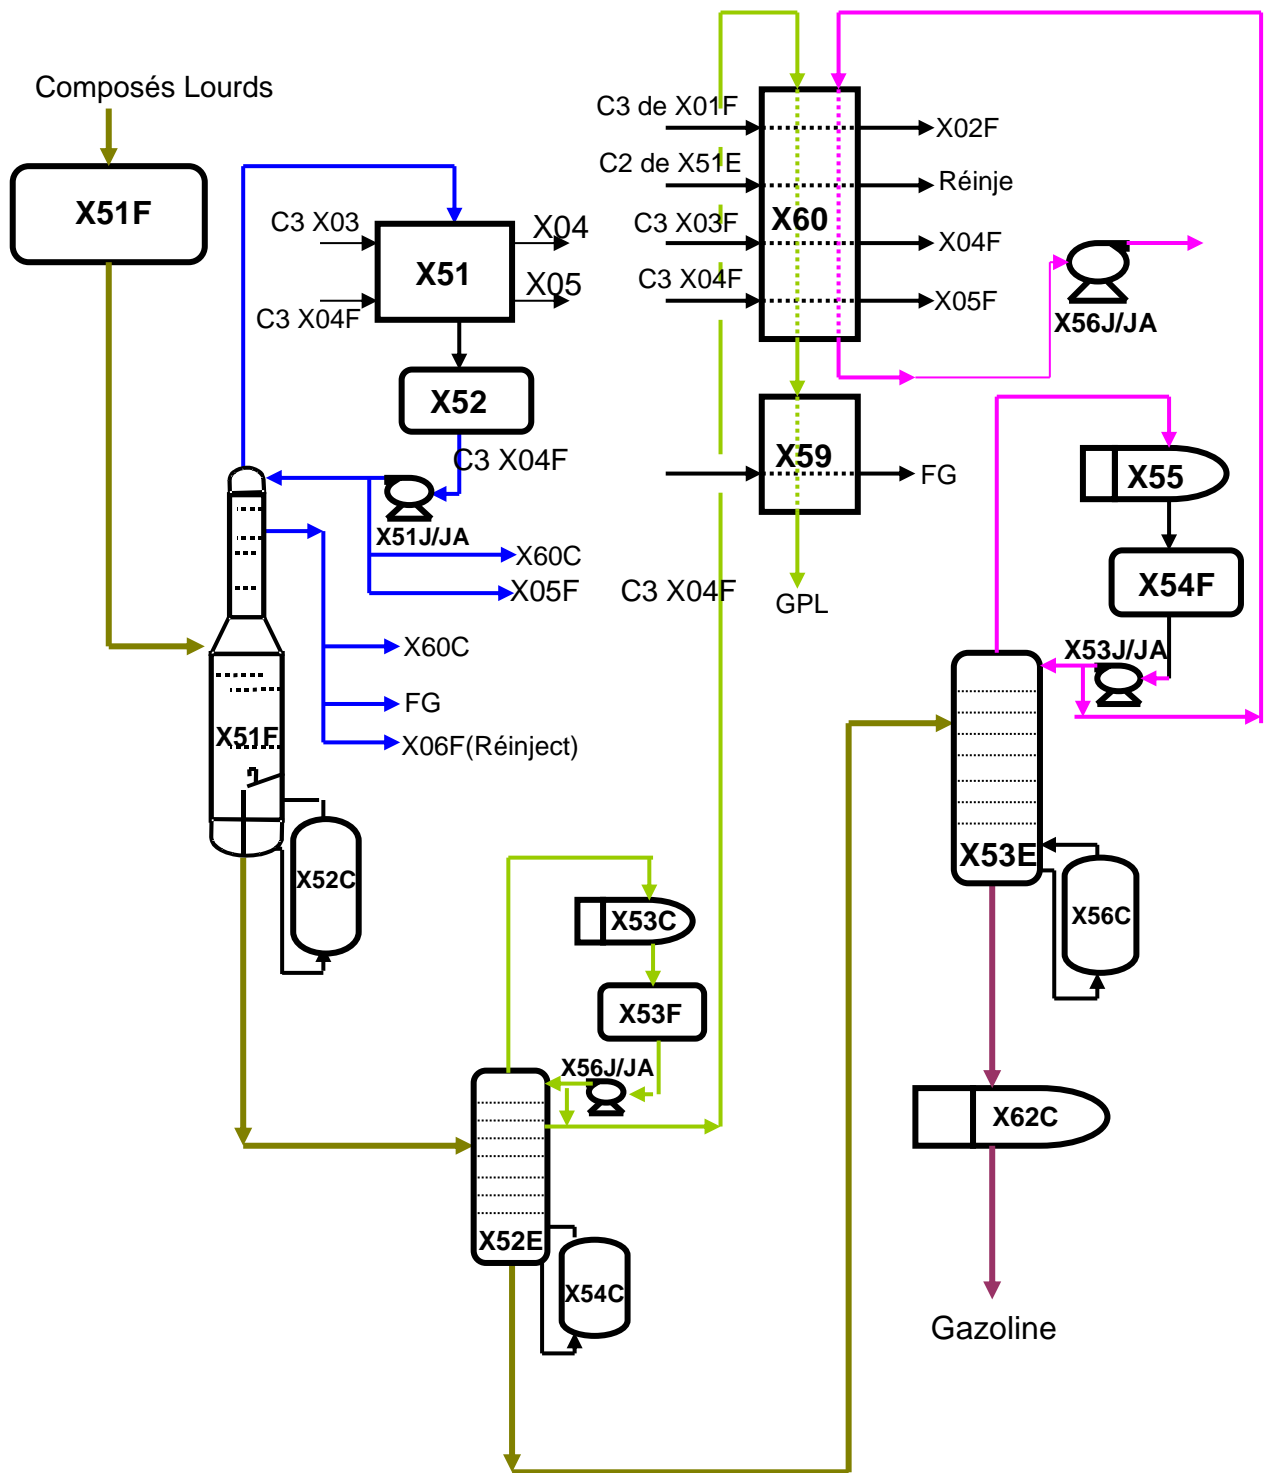 Composés Lourds
C3 de X01F
X02F
C2 de X51E
Réinje
X51F
C3 X03
X04
C3 X03F
X60
X04F
X51
C3 X04F
X05
X05F
C3 X04F
X56J/JA
X52
C3 X04F
X59
FG
X55
X51J/JA
X60C
X05F
C3 X04F
GPL
X54F
X60C
X53J/JA
FG
X51F
X06F(Réinject)
X53E
X52C
X56C
X53C
X53F
X56J/JA
X62C
X52E
X54C
Gazoline